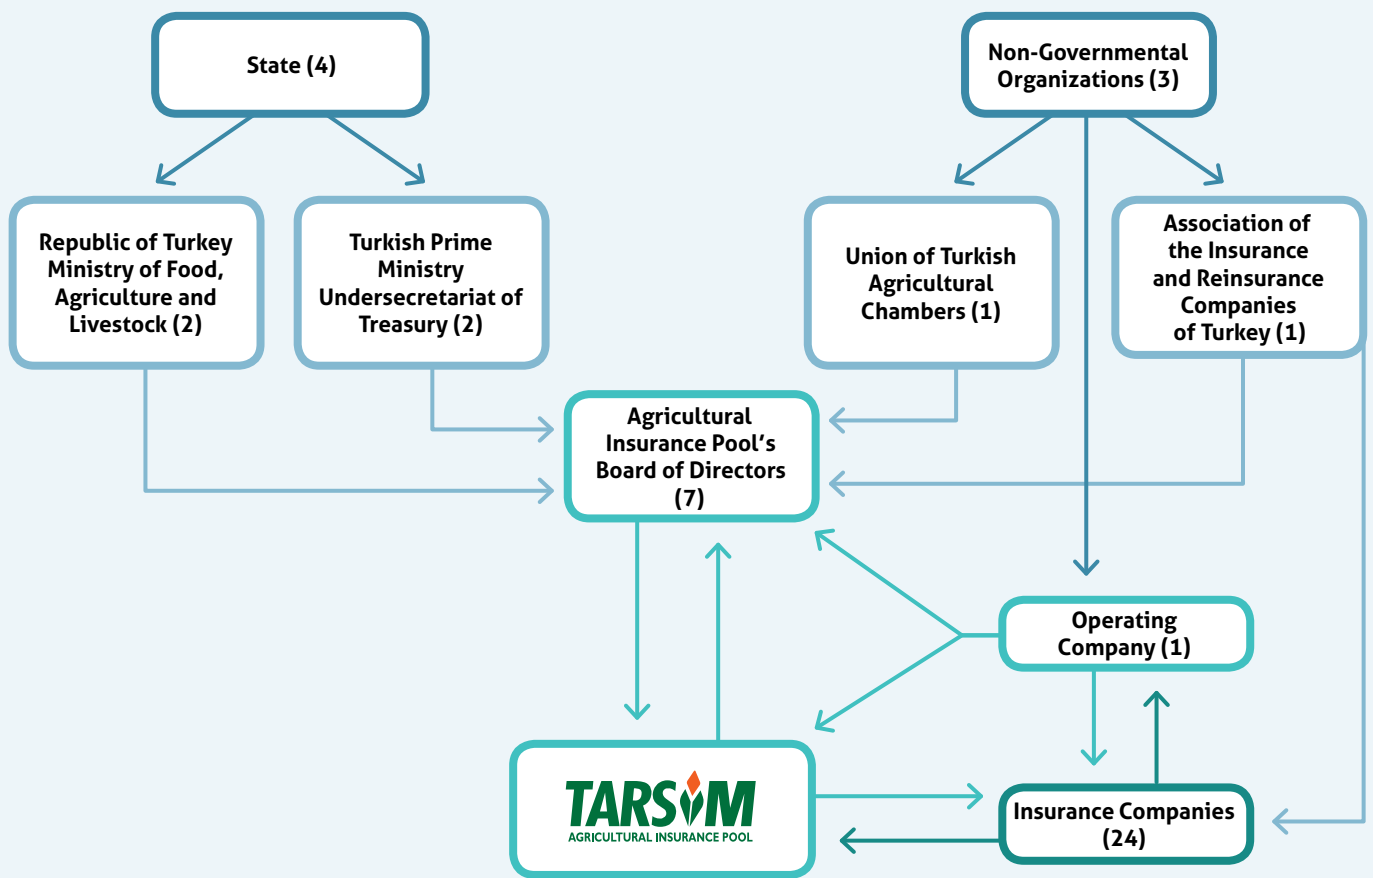 State (4)
Non-Governmental
Organizations (3)
Republic of Turkey
Ministry of Food,
Agriculture and
Livestock (2)
Turkish Prime
Ministry
Undersecretariat of
Treasury (2)
Union of Turkish
Agricultural
Chambers (1)
Association of
the Insurance
and Reinsurance
Companies
of Turkey (1)
Agricultural
Insurance Pool's
Board of Directors
(7)
Operating
Company (1)
TARSİM
AGRICULTURAL INSURANCE POOL
Insurance Companies
(24)